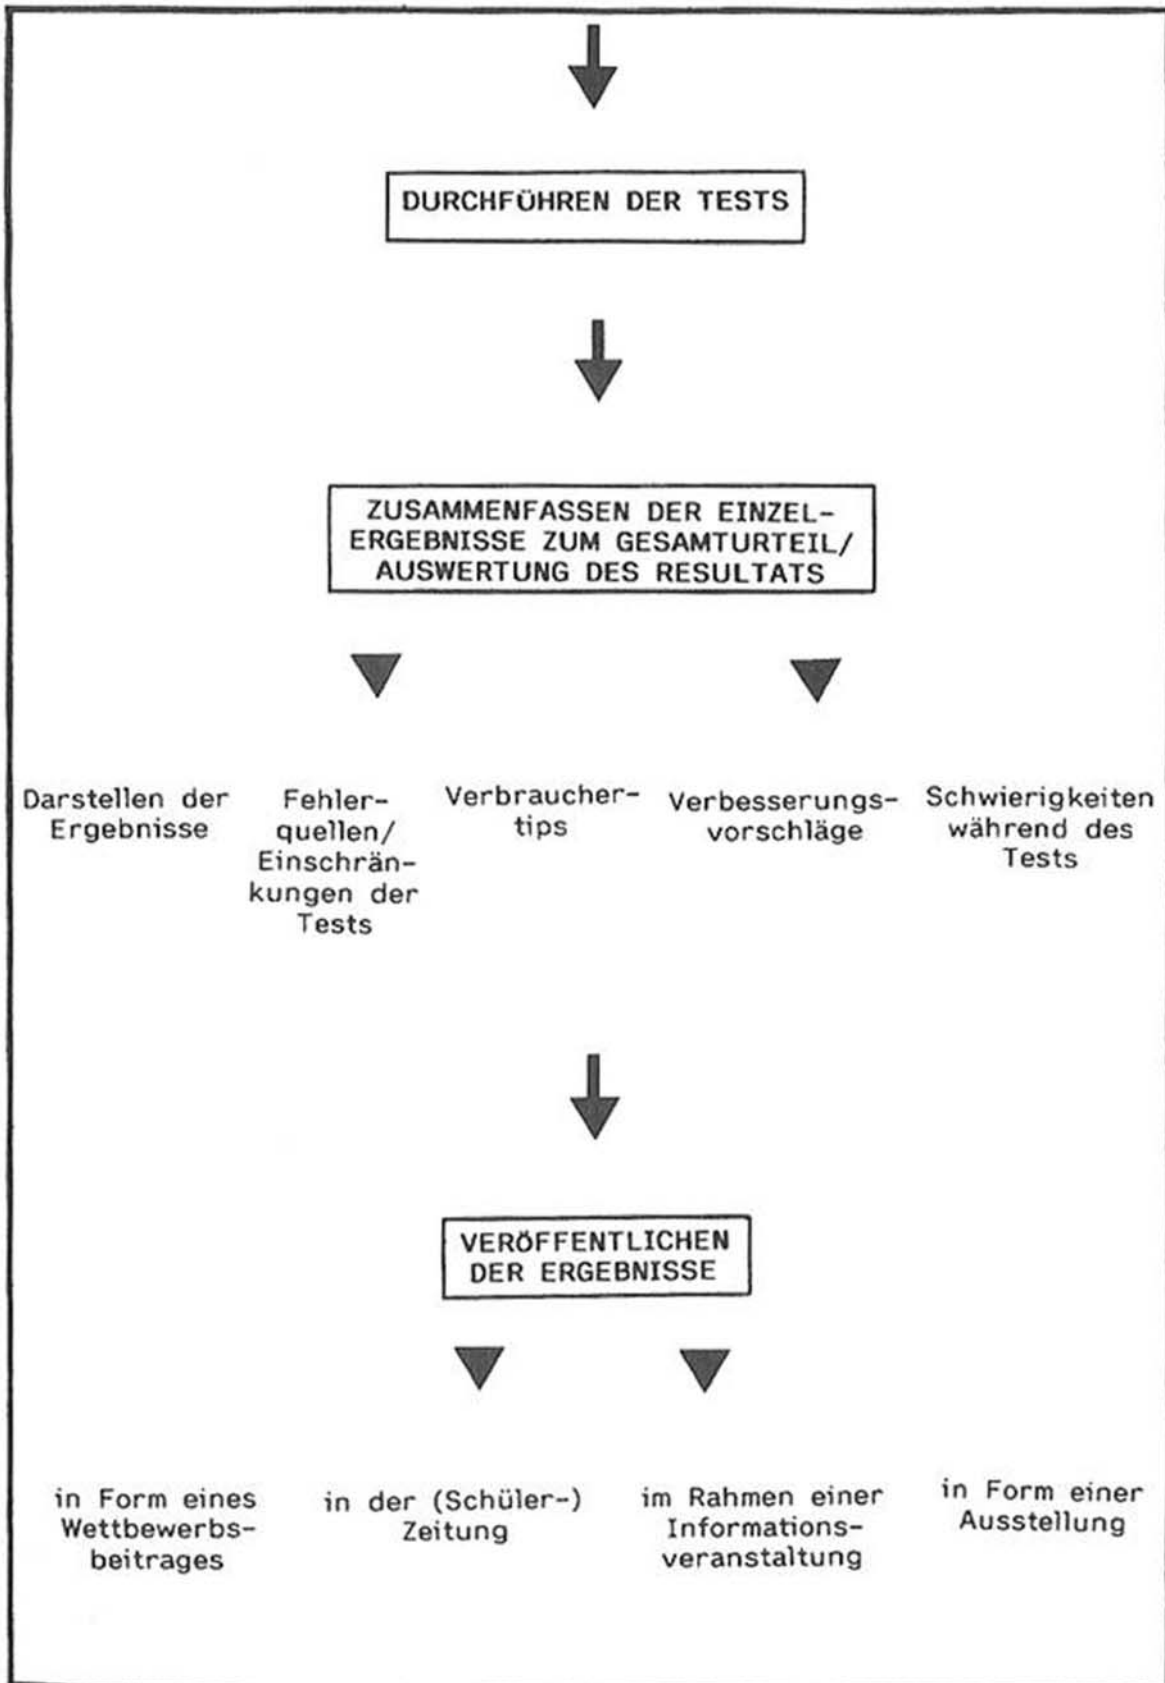 DURCHFÜHREN DER TESTS
ZUSAMMENFASSEN DER EINZEL-
ERGEBNISSE ZUM GESAMTURTEIL/
AUSWERTUNG DES RESULTATS
Darstellen der
Ergebnisse
Fehler-
quellen/
Einschrän-
kungen der
Tests
Verbraucher-
tips
Verbesserungs-
vorschläge
Schwierigkeiten
während des
Tests
VERÖFFENTLICHEN
DER ERGEBNISSE
in Form eines
Wettbewerbs-
beitrages
in der (Schüler-)
Zeitung
im Rahmen einer
Informations-
veranstaltung
in Form einer
Ausstellung